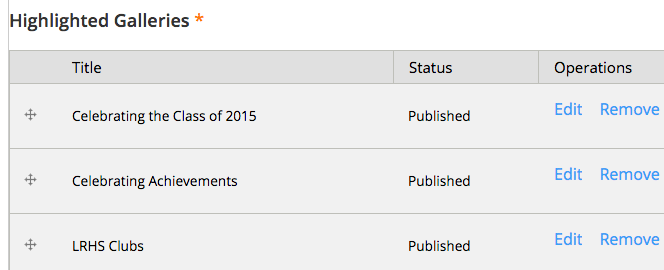 Highlighted Galleries *
Title Status Operations
Celebrating the Class of 2015 Published Edit Remove
Celebrating Achievements Published Edit Remove
LRHS Clubs Published Edit Remove